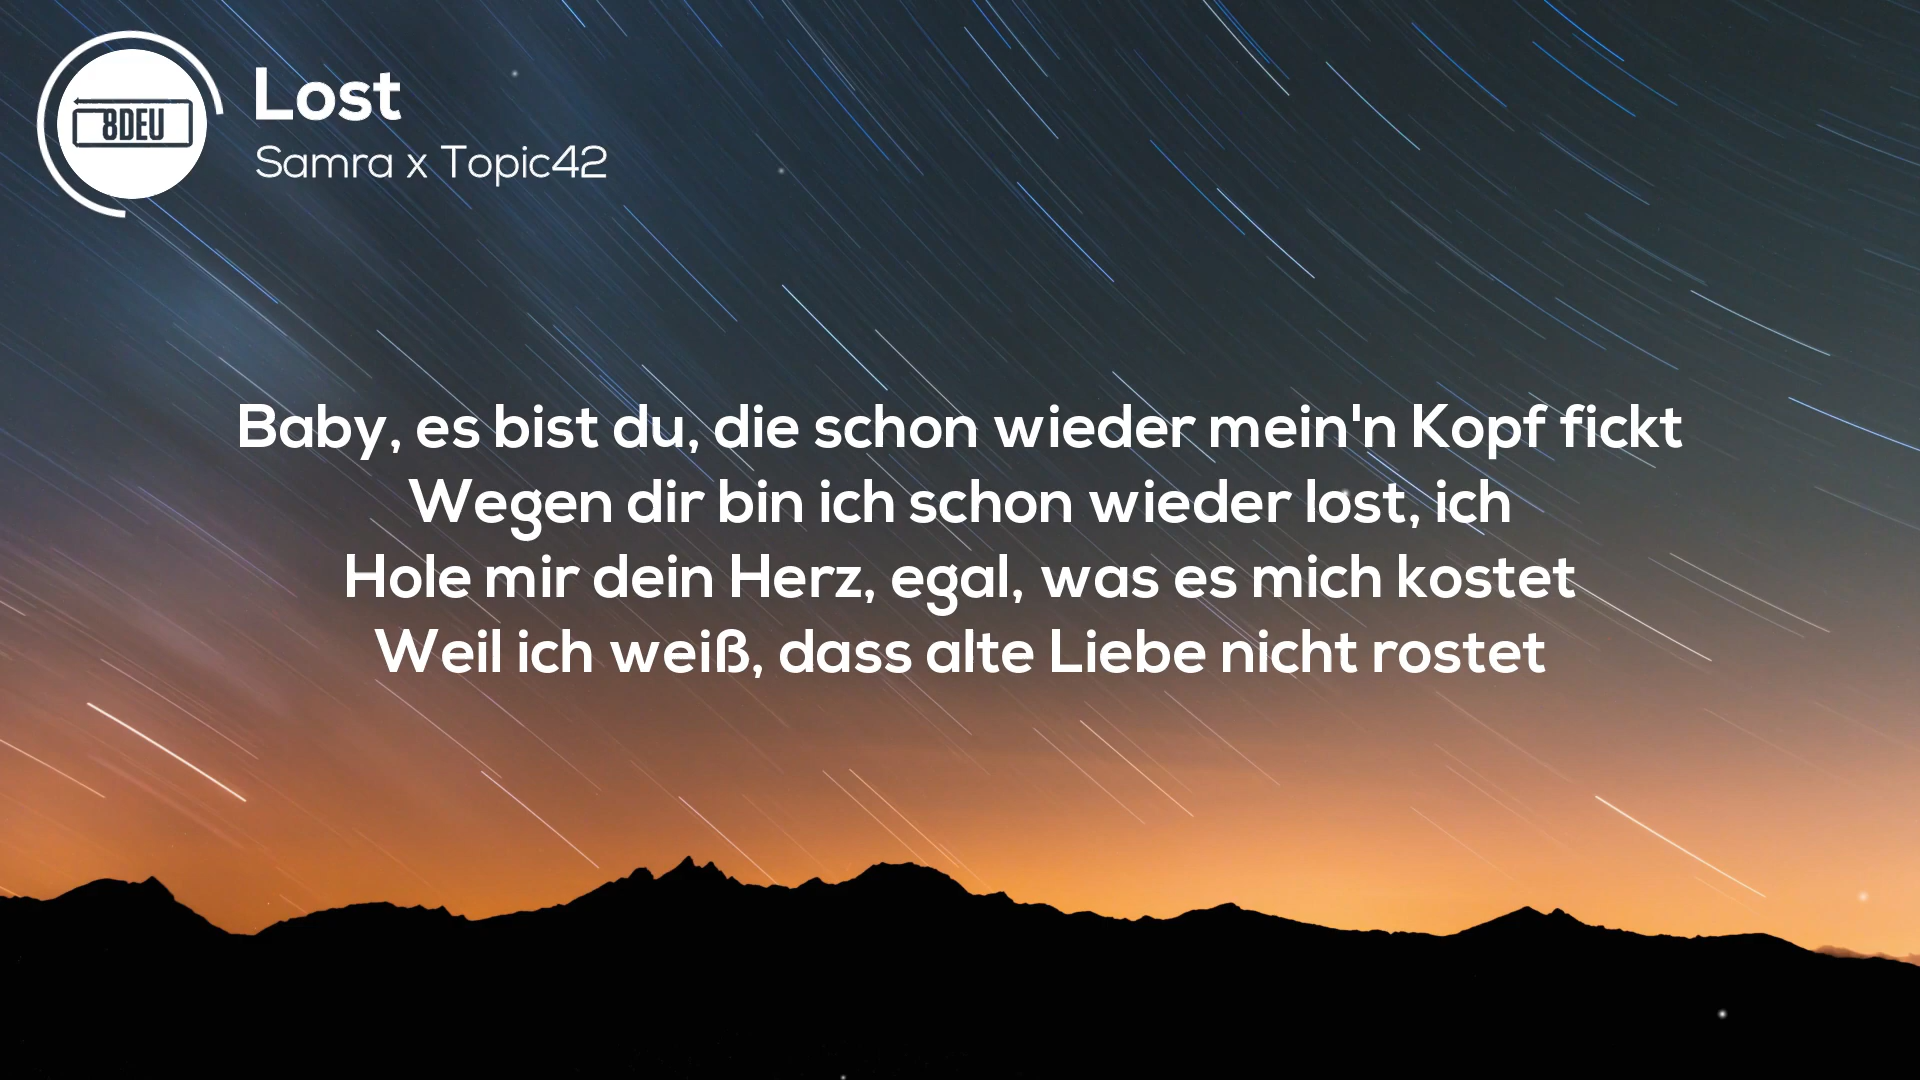 8DEU
Lost
Samra x Topic42
Baby, es bist du, die schon wieder mein'n Kopf fickt
Wegen dir bin ich schon wieder lost, ich
Hole mir dein Herz, egal, was es mich kostet
Weil ich weiß, dass alte Liebe nicht rostet